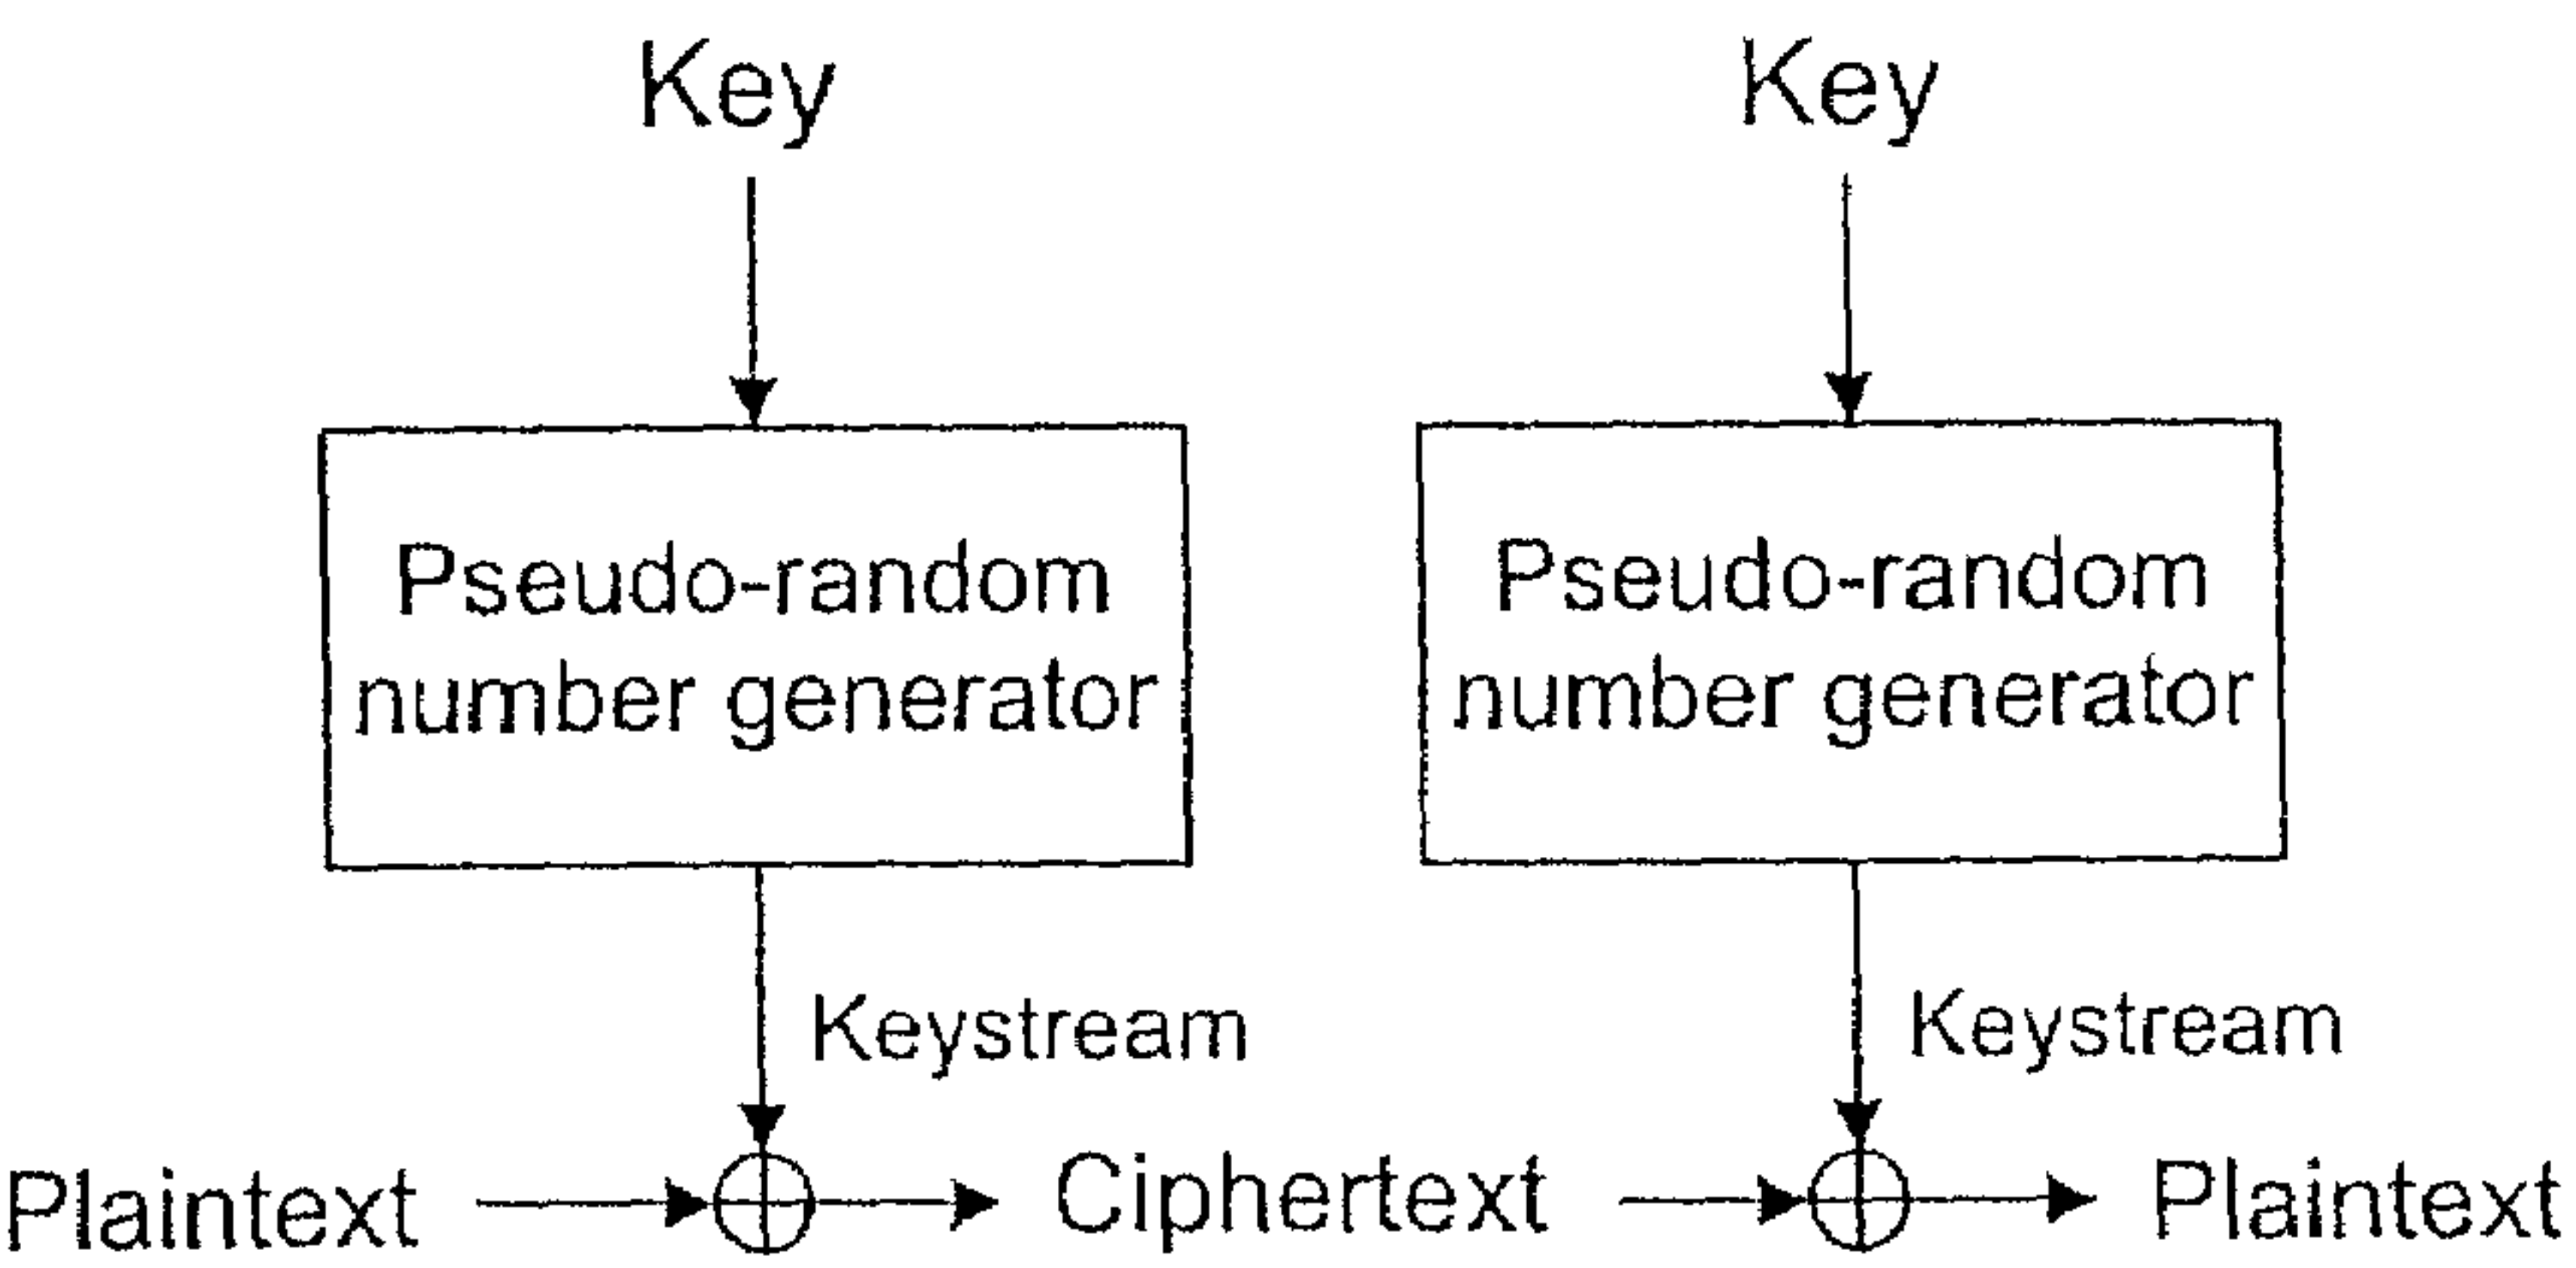 Key
Key
Pseudo-random
number generator
Pseudo-random
number generator
Keystream
Keystream
Plaintext
Ciphertext
Plaintext